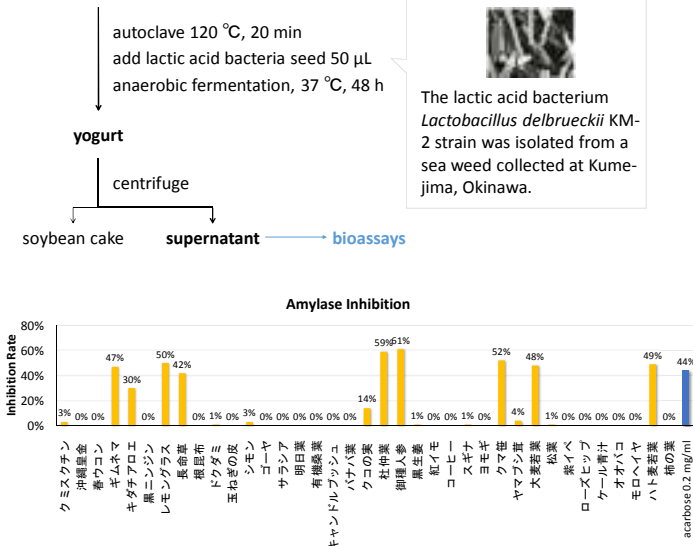 autoclave 120 ℃, 20 min
add lactic acid bacteria seed 50 µL
anaerobic fermentation, 37 ℃, 48 h
The lactic acid bacterium
Lactobacillus delbrueckii KM-
2 strain was isolated from a
sea weed collected at Kume-
jima, Okinawa.
yogurt
centrifuge
soybean cake
supernatant
bioassays
Amylase Inhibition
Inhibition Rate
80%
60%
40%
20%
0%
3% 0% 0% 47% 30% 0% 50% 42% 0% 1% 0% 3% 0% 0% 0% 0% 0% 0% 14% 59% 61% 1% 0% 0% 1% 0% 52% 4% 48% 1% 0% 0% 0% 0% 0% 49% 0% 44%
クミスクチン
沖縄皇金
春ウコン
ギムネマ
キダチアロエ
黒ニンジン
レモングラス
長命草
根昆布
ドクダミ
玉ねぎの皮
シモン
ゴーヤ
サラシア
明日葉
有機桑葉
キャンドルブッシュ
バナバ葉
クコの実
杜仲葉
御種人参
黒生姜
紅イモ
コーヒー
スギナ
ヨモギ
クマ笹
ヤマブシ茸
大麦若葉
松葉
紫イペ
ローズヒップ
ケール青汁
オオバコ
モロヘイヤ
ハト麦若葉
柿の葉
acarbose 0.2 mg/ml